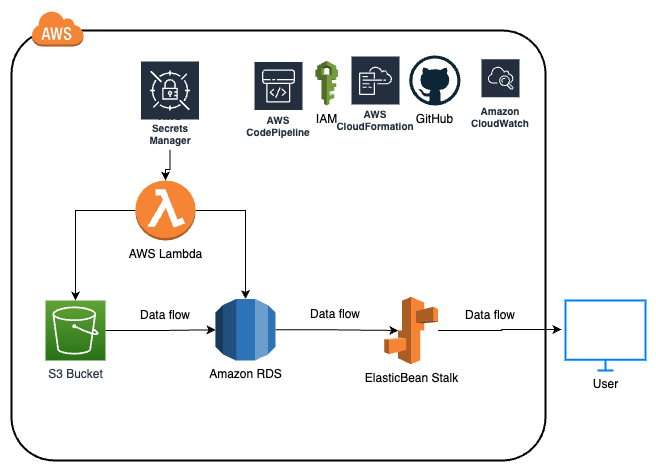 AWS
Secrets
Manager
AWS
CodePipeline
IAM
AWS
CloudFormation
GitHub
Amazon
CloudWatch
AWS Lambda
Data flow
Data flow
Data flow
S3 Bucket
Amazon RDS
ElasticBean Stalk
User